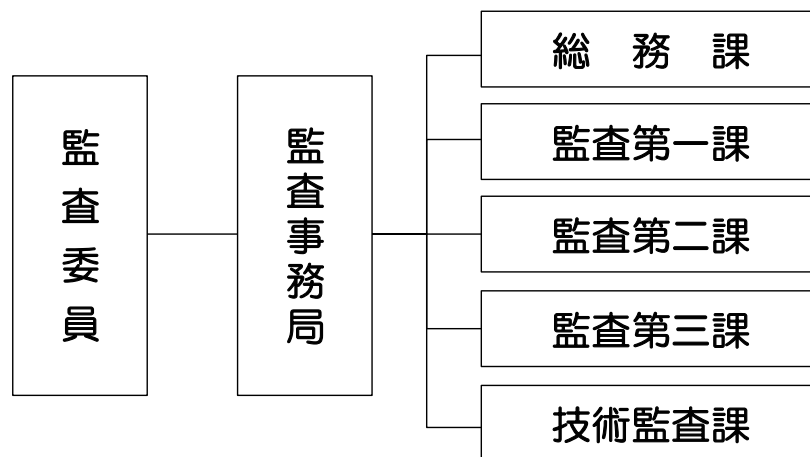 監査委員
監査事務局
総　務　課
監査第一課
監査第二課
監査第三課
技術監査課